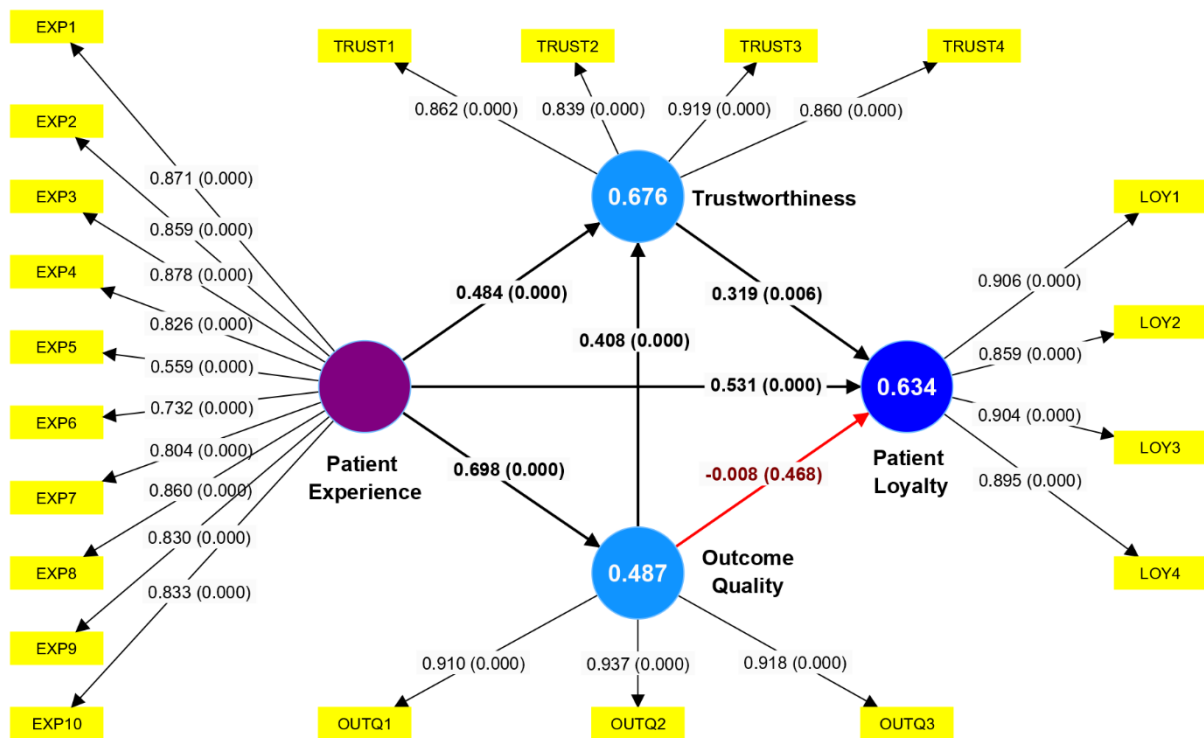 EXP1
EXP2
EXP3
EXP4
EXP5
EXP6
EXP7
EXP8
EXP9
EXP10
0.871 (0.000)
0.859 (0.000)
0.878 (0.000)
0.826 (0.000)
0.559 (0.000)
0.732 (0.000)
0.804 (0.000)
0.860 (0.000)
0.830 (0.000)
0.833 (0.000)
Patient
Experience
TRUST1
TRUST2
TRUST3
TRUST4
0.862 (0.000)
0.839 (0.000)
0.919 (0.000)
0.860 (0.000)
0.676
Trustworthiness
0.484 (0.000)
0.408 (0.000)
0.319 (0.006)
0.531 (0.000)
0.698 (0.000)
-0.008 (0.468)
0.634
Patient
Loyalty
0.487
Outcome
Quality
0.910 (0.000)
0.937 (0.000)
0.918 (0.000)
OUTQ1
OUTQ2
OUTQ3
0.906 (0.000)
0.859 (0.000)
0.904 (0.000)
0.895 (0.000)
LOY1
LOY2
LOY3
LOY4